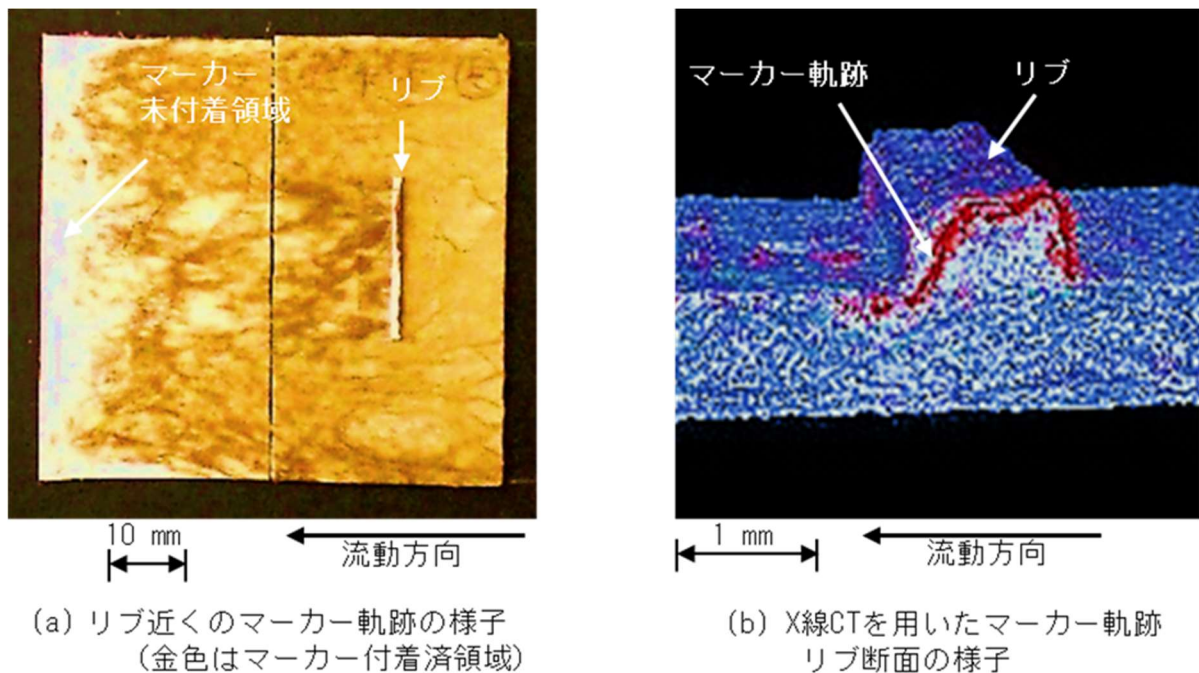 マーカー
未付着領域
リブ
10 mm
流動方向
(a) リブ近くのマーカー軌跡の様子
(金色はマーカー付着済領域)
マーカー軌跡
リブ
1 mm
流動方向
(b) X線CTを用いたマーカー軌跡
リブ断面の様子